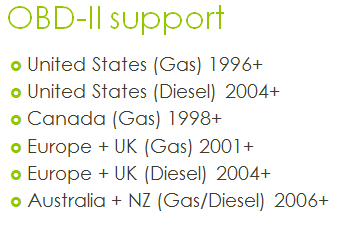 OBD-II support
United States (Gas) 1996+
United States (Diesel) 2004+
Canada (Gas) 1998+
Europe + UK (Gas) 2001+
Europe + UK (Diesel) 2004+
Australia + NZ (Gas/Diesel) 2006+